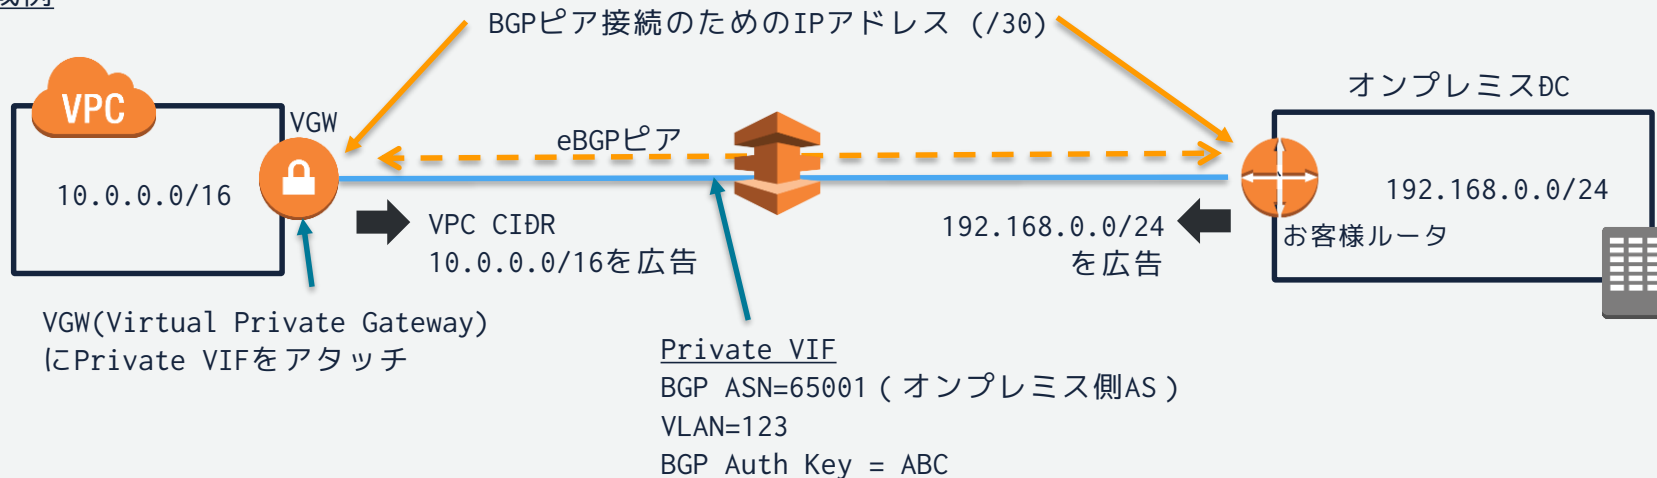 BGPピア接続のためのIPアドレス (/30)
オンプレミスĐC
VPC
VGW
eBGPピア
10.0.0.0/16
192.168.0.0/24
VPC CIĐR
10.0.0.0/16を広告
192.168.0.0/24
を広告
お客様ルータ
VGW(Virtual Private Gateway)
にPrivate VIFをアタッチ
Private VIF
BGP ASN=65001 ( オンプレミス側AS )
VLAN=123
BGP Auth Key = ABC